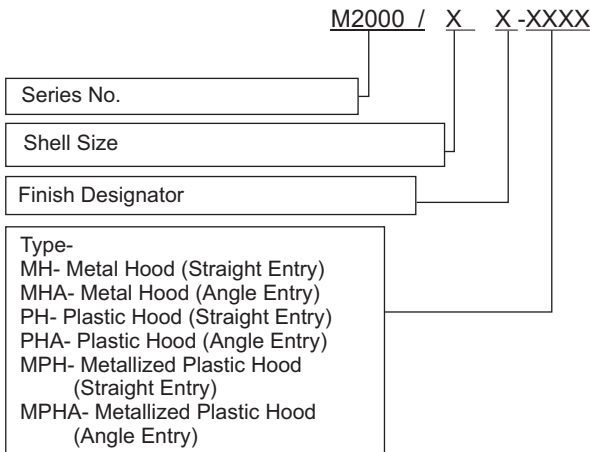 M2000 / X X -XXXX
Series No.
Shell Size
Finish Designator
Type-
MH- Metal Hood (Straight Entry)
MHA- Metal Hood (Angle Entry)
PH- Plastic Hood (Straight Entry)
PHA- Plastic Hood (Angle Entry)
MPH- Metallized Plastic Hood
(Straight Entry)
MPHA- Metallized Plastic Hood
(Angle Entry)